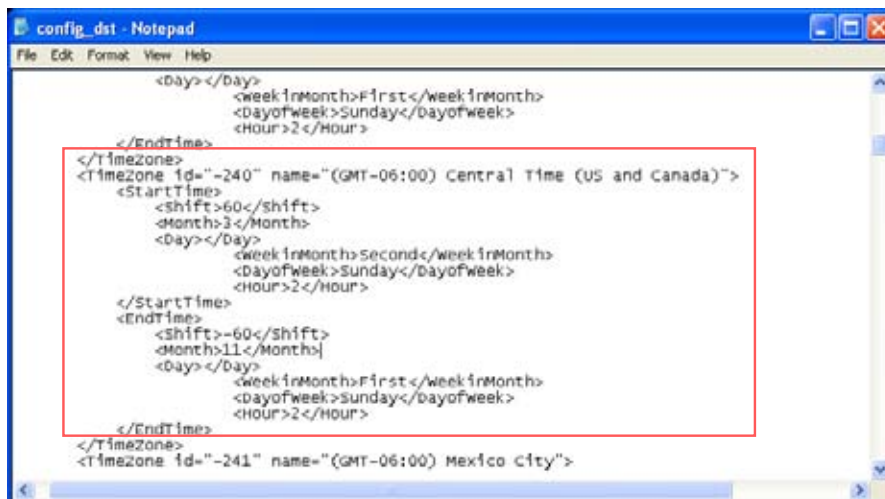 config_dst - Notepad
File Edit Format View Help
<Day></Day>
<WeekinMonth>First</WeekinMonth>
<DayofWeek>Sunday</DayofWeek>
<Hour>2</Hour>
</EndTime>
</TimeZone>
<TimeZone id="-240" name="(GMT-06:00) Central Time (US and Canada)">
<StartTime>
<Shift>60</Shift>
<Month>3</Month>
<Day></Day>
<WeekinMonth>Second</WeekinMonth>
<DayofWeek>Sunday</DayofWeek>
<Hour>2</Hour>
</StartTime>
<EndTime>
<Shift>-60</Shift>
<Month>11</Month>
<Day></Day>
<WeekinMonth>First</WeekinMonth>
<DayofWeek>Sunday</DayofWeek>
<Hour>2</Hour>
</EndTime>
</TimeZone>
<TimeZone id="-241" name="(GMT-06:00) Mexico City">